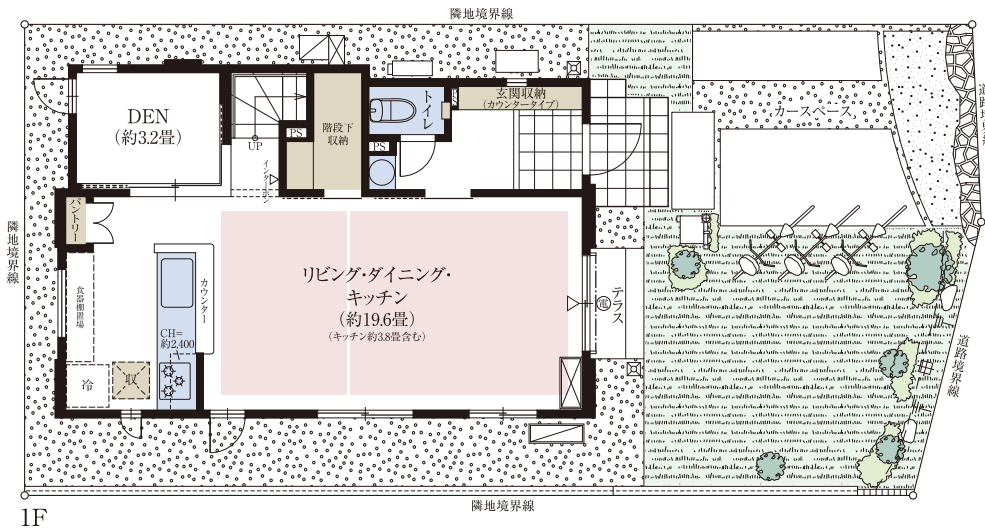 隣地境界線
DEN
（約3.2畳）
PS
UP
インターホン
階段下
収納
トイレ
PS
玄関収納
（カウンタータイプ）
カースペース
道路境界線
隣地境界線
パントリー
食器棚置場
カウンター
CH=
約2,400
冷
収
リビング・ダイニング・
キッチン
（約19.6畳）
（キッチン約3.8畳含む）
電
テラス
道路境界線
隣地境界線
1F